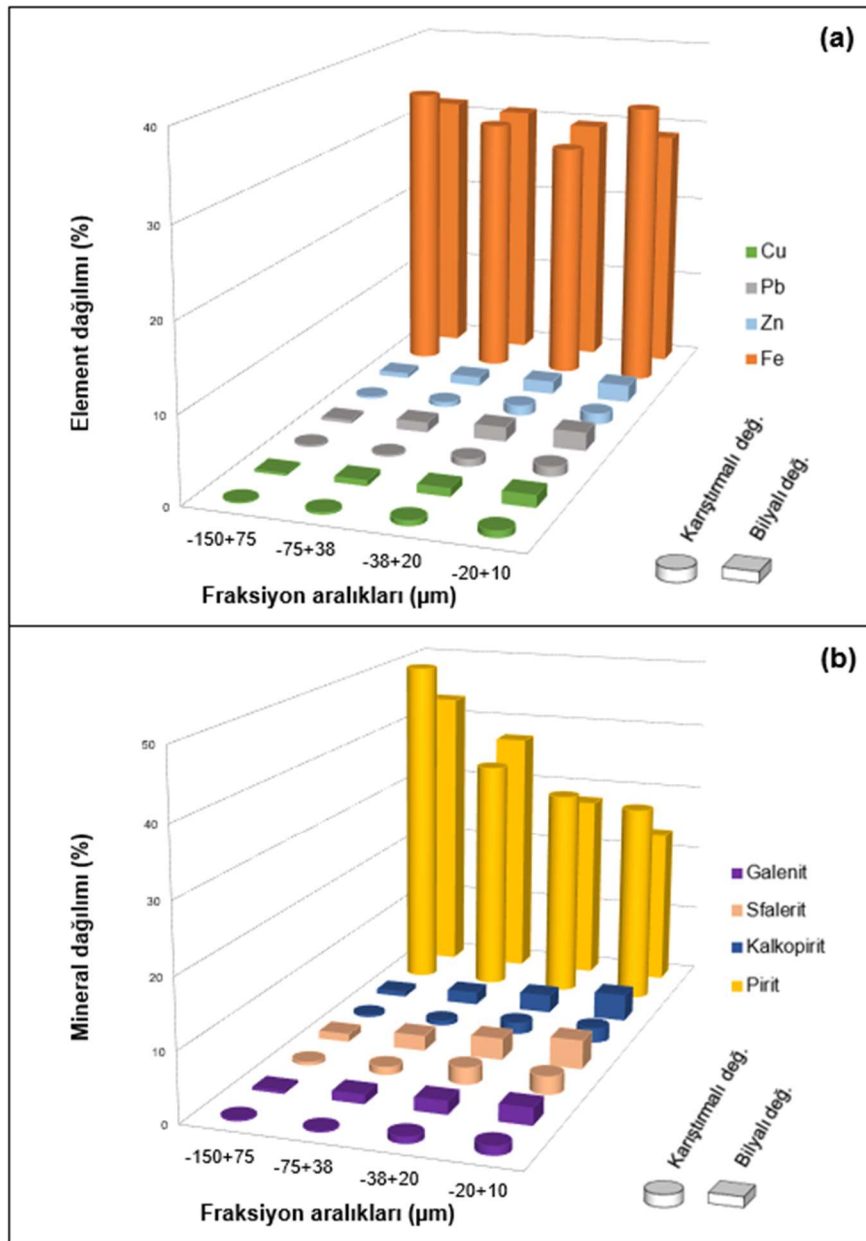 (a)
40
30
20
10
0
Element dağılımı (%)
-150+75
-75+38
-38+20
-20+10
Fraksiyon aralıkları (µm)
Cu
Pb
Zn
Fe
Karıştırmalı değ.
Bilyalı değ.
(b)
50
40
30
20
10
0
Mineral dağılımı (%)
-150+75
-75+38
-38+20
-20+10
Fraksiyon aralıkları (µm)
Galenit
Sfalerit
Kalkopirit
Pirit
Karıştırmalı değ.
Bilyalı değ.